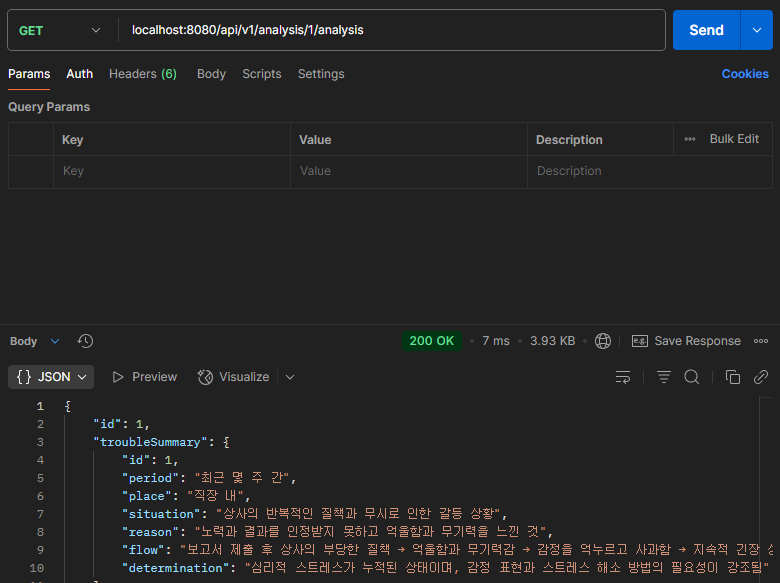 GET localhost:8080/api/v1/analysis/1/analysis Send
Params Auth Headers (6) Body Scripts Settings Cookies
Query Params
Key Value Description Bulk Edit
Key Value Description
Body 200 OK 7 ms 3.93 KB e.g. Save Response
{} JSON Preview Visualize
1 {
2 "id": 1,
3 "troubleSummary": {
4 "id": 1,
5 "period": "최근 몇 주 간",
6 "place": "직장 내",
7 "situation": "상사의 반복적인 질책과 무시로 인한 갈등 상황",
8 "reason": "노력과 결과를 인정받지 못하고 억울함과 무기력을 느낀 것",
9 "flow": "보고서 제출 후 상사의 부당한 질책 → 억울함과 무기력감 → 감정을 억누르고 사과함 → 지속적 긴장
10 "determination": "심리적 스트레스가 누적된 상태이며, 감정 표현과 스트레스 해소 방법의 필요성이 강조됨"